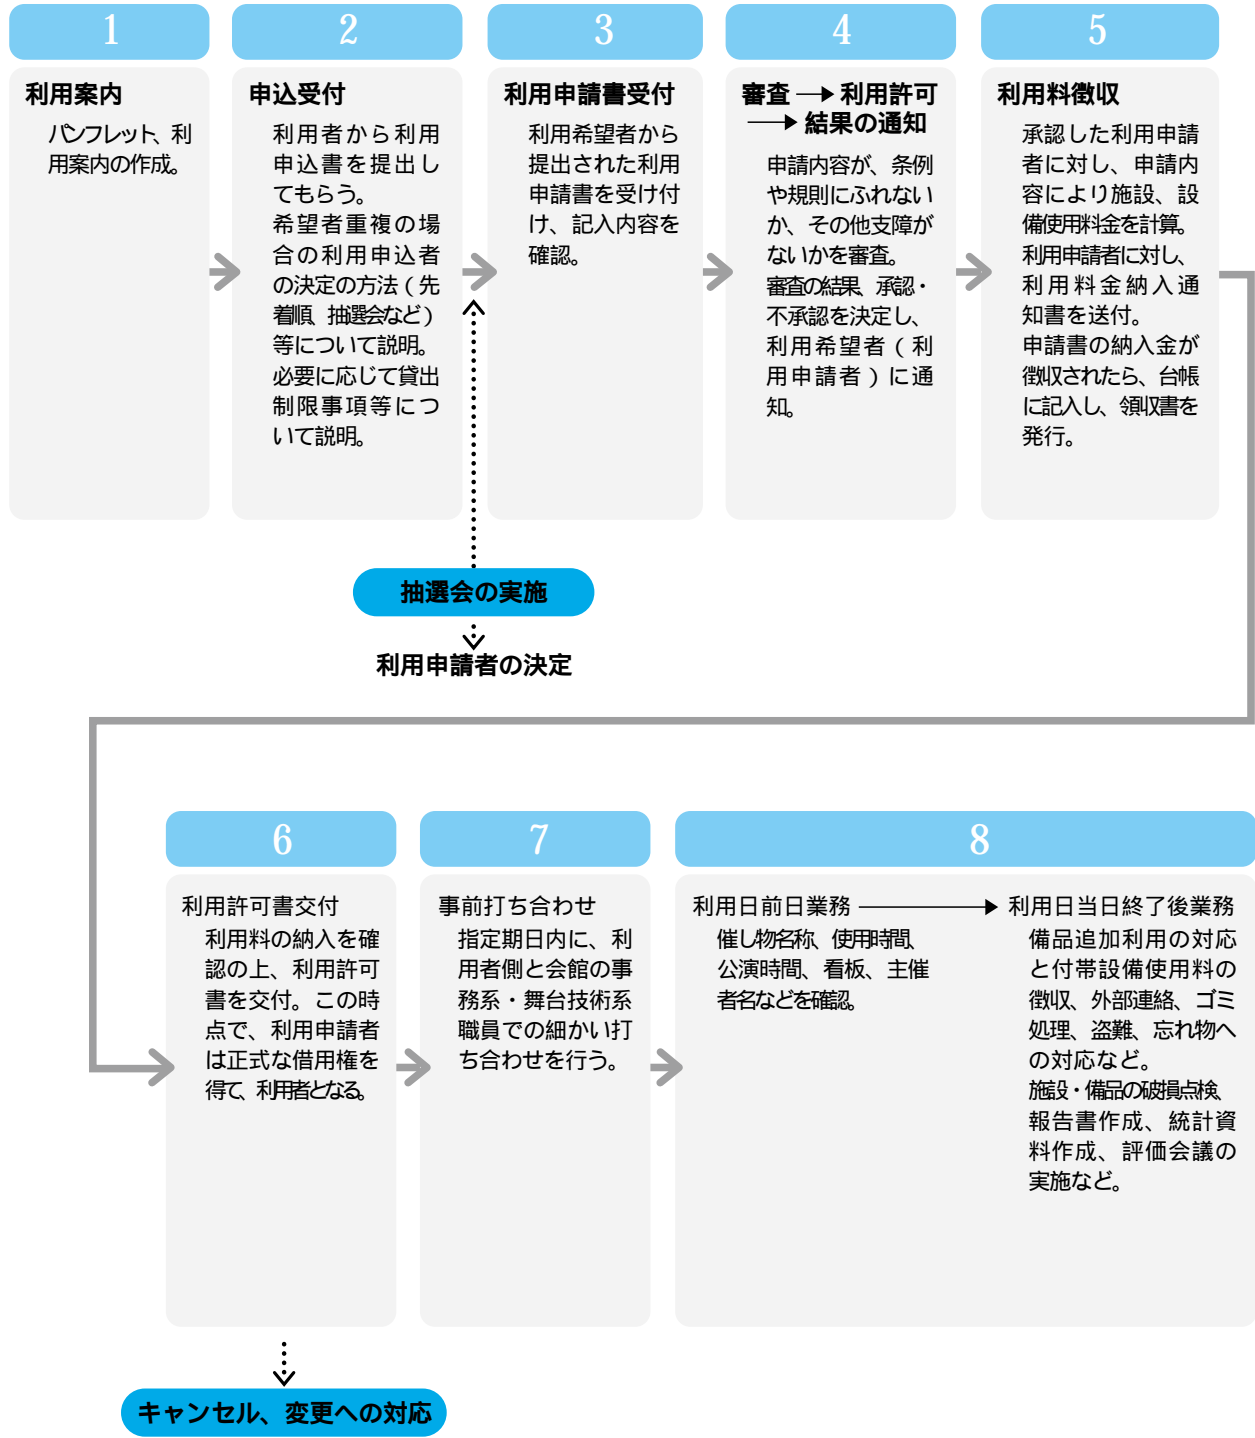 1
利用案内
パンフレット、利
用案内の作成。
2
申込受付
利用者から利用
申込書を提出し
てもらう。
希望者重複の場
合の利用申込者
の決定の方法（先
着順、抽選会など）
等について説明。
必要に応じて貸出
制限事項等につ
いて説明。
3
利用申請書受付
利用希望者から
提出された利用
申請書を受け付
け、記入内容を
確認。
4
審査→利用許可
→結果の通知
申請内容が、条例
や規則にふれない
か、その他支障が
ないかを審査。
審査の結果、承認・
不承認を決定し、
利用希望者（利
用申請者）に通
知。
5
利用料徴収
承認した利用申請
者に対し、申請内
容により施設、設
備使用料金を計算。
利用申請者に対し、
利用料金納入通
知書を送付。
申請書の納入金が
徴収されたら、台帳
に記入し、領収書を
発行。
抽選会の実施
利用申請者の決定
6
利用許可書交付
利用料の納入を確
認の上、利用許可
書を交付。この時
点で、利用申請者
は正式な借用権を
得て、利用者となる。
7
事前打ち合わせ
指定期日内に、利
用者側と会館の事
務系・舞台技術系
職員での細かい打
ち合わせを行う。
8
利用日前日業務
催し物名称、使用時間、
公演時間、看板、主催
者名などを確認。
利用日当日終了後業務
備品追加利用の対応
と付帯設備使用料の
徴収、外部連絡、ゴミ
処理、盗難、忘れ物へ
の対応など。
施設・備品の破損点検、
報告書作成、統計資
料作成、評価会議の
実施など。
キャンセル、変更への対応